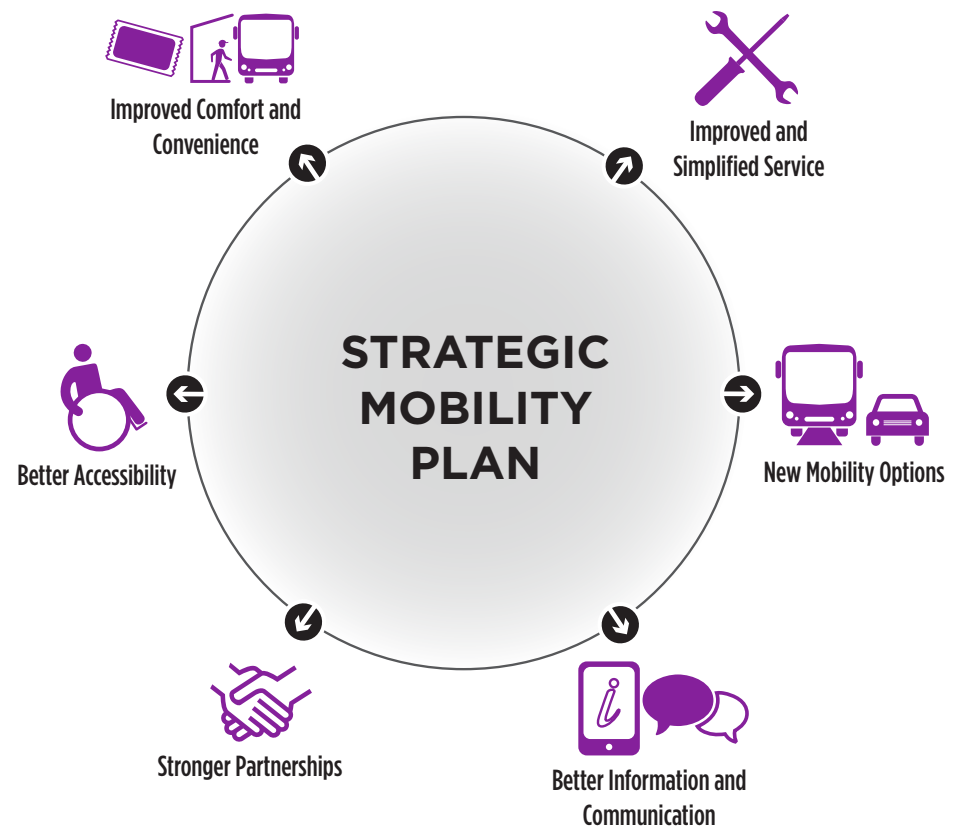 Improved Comfort and
Convenience
Improved and
Simplified Service
STRATEGIC
MOBILITY
PLAN
Better Accessibility
New Mobility Options
Stronger Partnerships
i
Better Information and
Communication